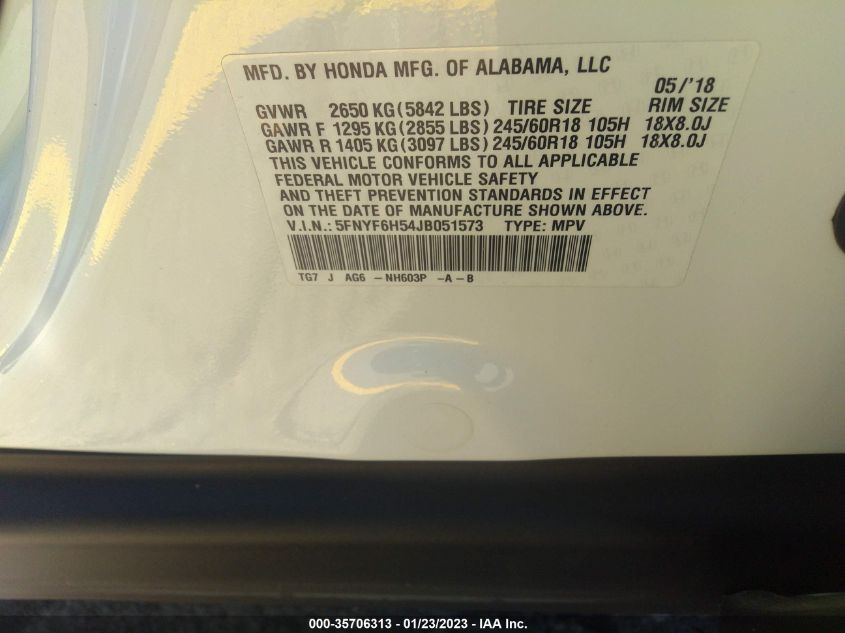 MFD. BY HONDA MFG. OF ALABAMA, LLC
05/'18
GVWR 2650 KG(5842 LBS) TIRE SIZE RIM SIZE
GAWR F 1295 KG(2855 LBS)245/60R18 105H 18X8.0J
GAWR R 1405 KG(3097 LBS)245/60R18 105H 18X8.0J
THIS VEHICLE CONFORMS TO ALL APPLICABLE
FEDERAL MOTOR VEHICLE SAFETY
AND THEFT PREVENTION STANDARDS IN EFFECT
ON THE DATE OF MANUFACTURE SHOWN ABOVE.
V.I.N.: 5FNYF6H54JB051573 TYPE: MPV
TG7 J AG6 -NH603P -A-B
000-35706313 - 01/23/2023 - IAA Inc.